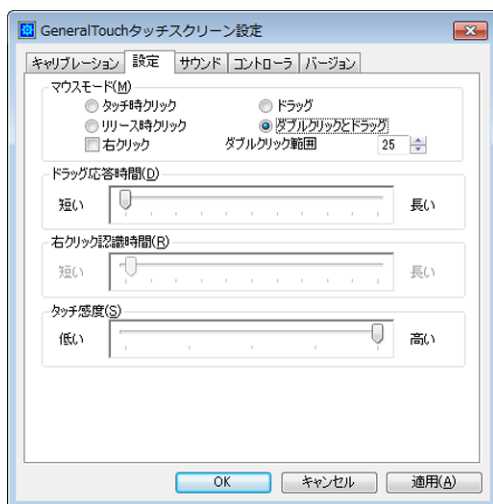 GeneralTouchタッチスクリーン設定
キャリブレーション 設定 サウンド コントローラ バージョン
マウスモード(M)
タッチ時クリック ドラッグ
リリース時クリック ダブルクリックとドラッグ
右クリック ダブルクリック範囲 25
ドラッグ応答時間(D)
短い 長い
右クリック認識時間(R)
短い 長い
タッチ感度(S)
低い 高い
OK キャンセル 適用(A)